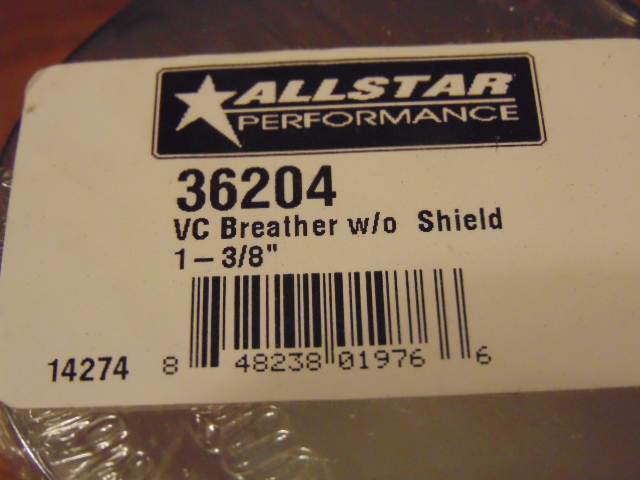 ALLSTAR
PERFORMANCE
36204
VC Breather w/o Shield
1-3/8"
14274 8 48238 01976 6